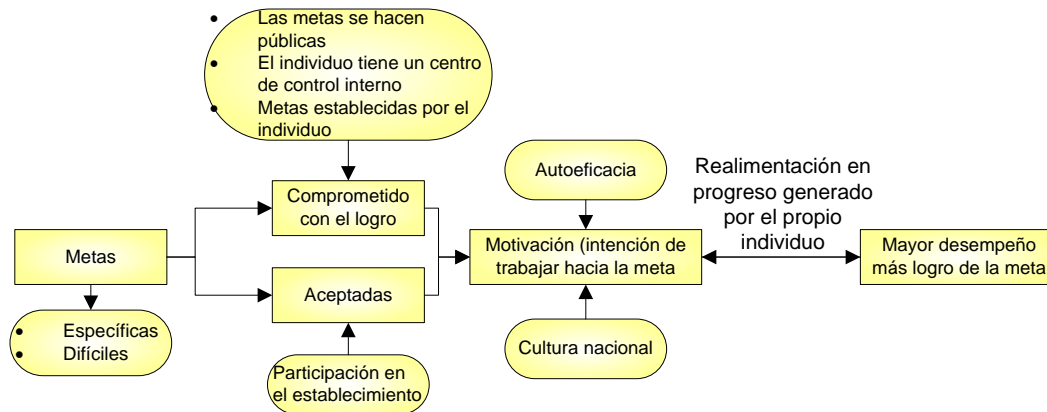 • Las metas se hacen
públicas
• El individuo tiene un centro
de control interno
• Metas establecidas por el
individuo
Autoeficacia
Realimentación en
progreso generado
por el propio
individuo
Comprometido
con el logro
Metas
Motivación (intención de
trabajar hacia la meta
Mayor desempeño
más logro de la meta
Aceptadas
• Específicas
• Difíciles
Cultura nacional
Participación en
el establecimiento